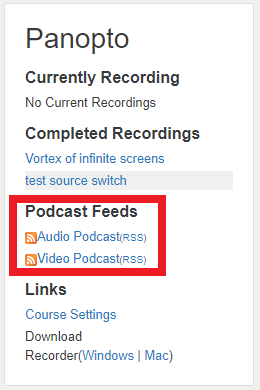 Panopto
Currently Recording
No Current Recordings
Completed Recordings
Vortex of infinite screens
test source switch
Podcast Feeds
Audio Podcast(RSS)
Video Podcast(RSS)
Links
Course Settings
Download
Recorder(Windows | Mac)